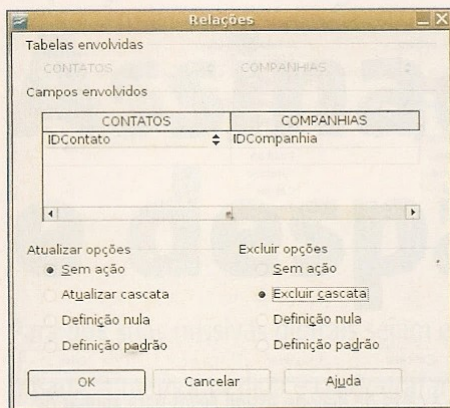 Relações
Tabelas envolvidas
CONTATOS COMPANHIAS
Campos envolvidos
CONTATOS COMPANHIAS
IDContato IDCompanhia
Atualizar opções Excluir opções
Sem ação Sem ação
Atualizar cascata Excluir cascata
Definição nula Definição nula
Definição padrão Definição padrão
OK Cancelar Ajuda